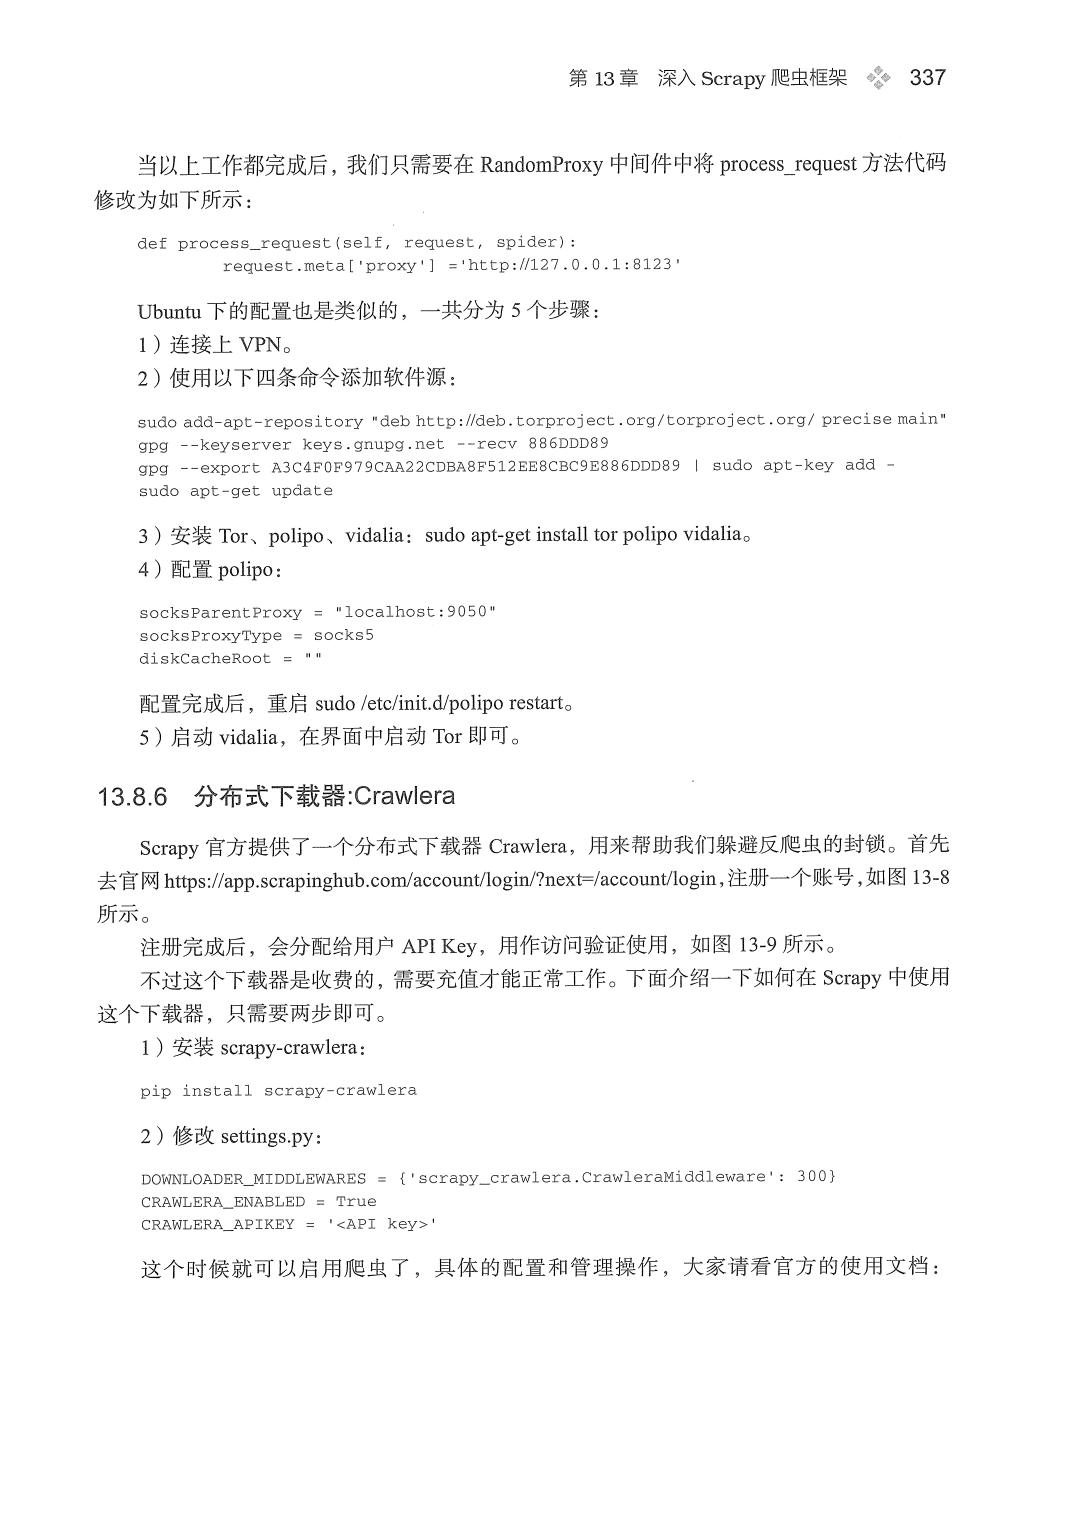 第 13 章　深入 Scrapy 爬虫框架　337
当以上工作都完成后，我们只需要在 RandomProxy 中间件中将 process_request 方法代码
修改为如下所示：
def process_request(self, request, spider):
request.meta['proxy'] ='http://127.0.0.1:8123'
Ubuntu 下的配置也是类似的，一共分为 5 个步骤：
1）连接上 VPN。
2）使用以下四条命令添加软件源：
sudo add-apt-repository "deb http://deb.torproject.org/torproject.org/ precise main"
gpg --keyserver keys.gnupg.net --recv 886DDD89
gpg --export A3C4F0F979CAA22CDBA8F512EE8CBC9E886DDD89 | sudo apt-key add -
sudo apt-get update
3）安装 Tor、polipo、vidalia：sudo apt-get install tor polipo vidalia。
4）配置 polipo：
socksParentProxy = "localhost:9050"
socksProxyType = socks5
diskCacheRoot = ""
配置完成后，重启 sudo /etc/init.d/polipo restart。
5）启动 vidalia，在界面中启动 Tor 即可。
13.8.6　分布式下载器:Crawlera
Scrapy 官方提供了一个分布式下载器 Crawlera，用来帮助我们躲避反爬虫的封锁。首先
去官网 https://app.scrapinghub.com/account/login/?next=/account/login，注册一个账号，如图 13-8
所示。
注册完成后，会分配给用户 API Key，用作访问验证使用，如图 13-9 所示。
不过这个下载器是收费的，需要充值才能正常工作。下面介绍一下如何在 Scrapy 中使用
这个下载器，只需要两步即可。
1）安装 scrapy-crawlera：
pip install scrapy-crawlera
2）修改 settings.py：
DOWNLOADER_MIDDLEWARES = {'scrapy_crawlera.CrawleraMiddleware': 300}
CRAWLERA_ENABLED = True
CRAWLERA_APIKEY = '<API key>'
这个时候就可以启用爬虫了，具体的配置和管理操作，大家请看官方的使用文档：